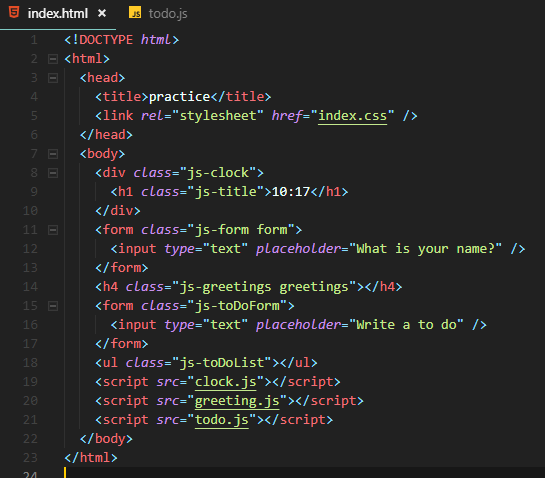 index.html × JS todo.js
1 <!DOCTYPE html>
2 <html>
3 <head>
4 <title>practice</title>
5 <link rel="stylesheet" href="index.css" />
6 </head>
7 <body>
8 <div class="js-clock">
9 <h1 class="js-title">10:17</h1>
10 </div>
11 <form class="js-form form">
12 <input type="text" placeholder="What is your name?" />
13 </form>
14 <h4 class="js-greetings greetings"></h4>
15 <form class="js-toDoForm">
16 <input type="text" placeholder="Write a to do" />
17 </form>
18 <ul class="js-toDoList"></ul>
19 <script src="clock.js"></script>
20 <script src="greeting.js"></script>
21 <script src="todo.js"></script>
22 </body>
23 </html>
24